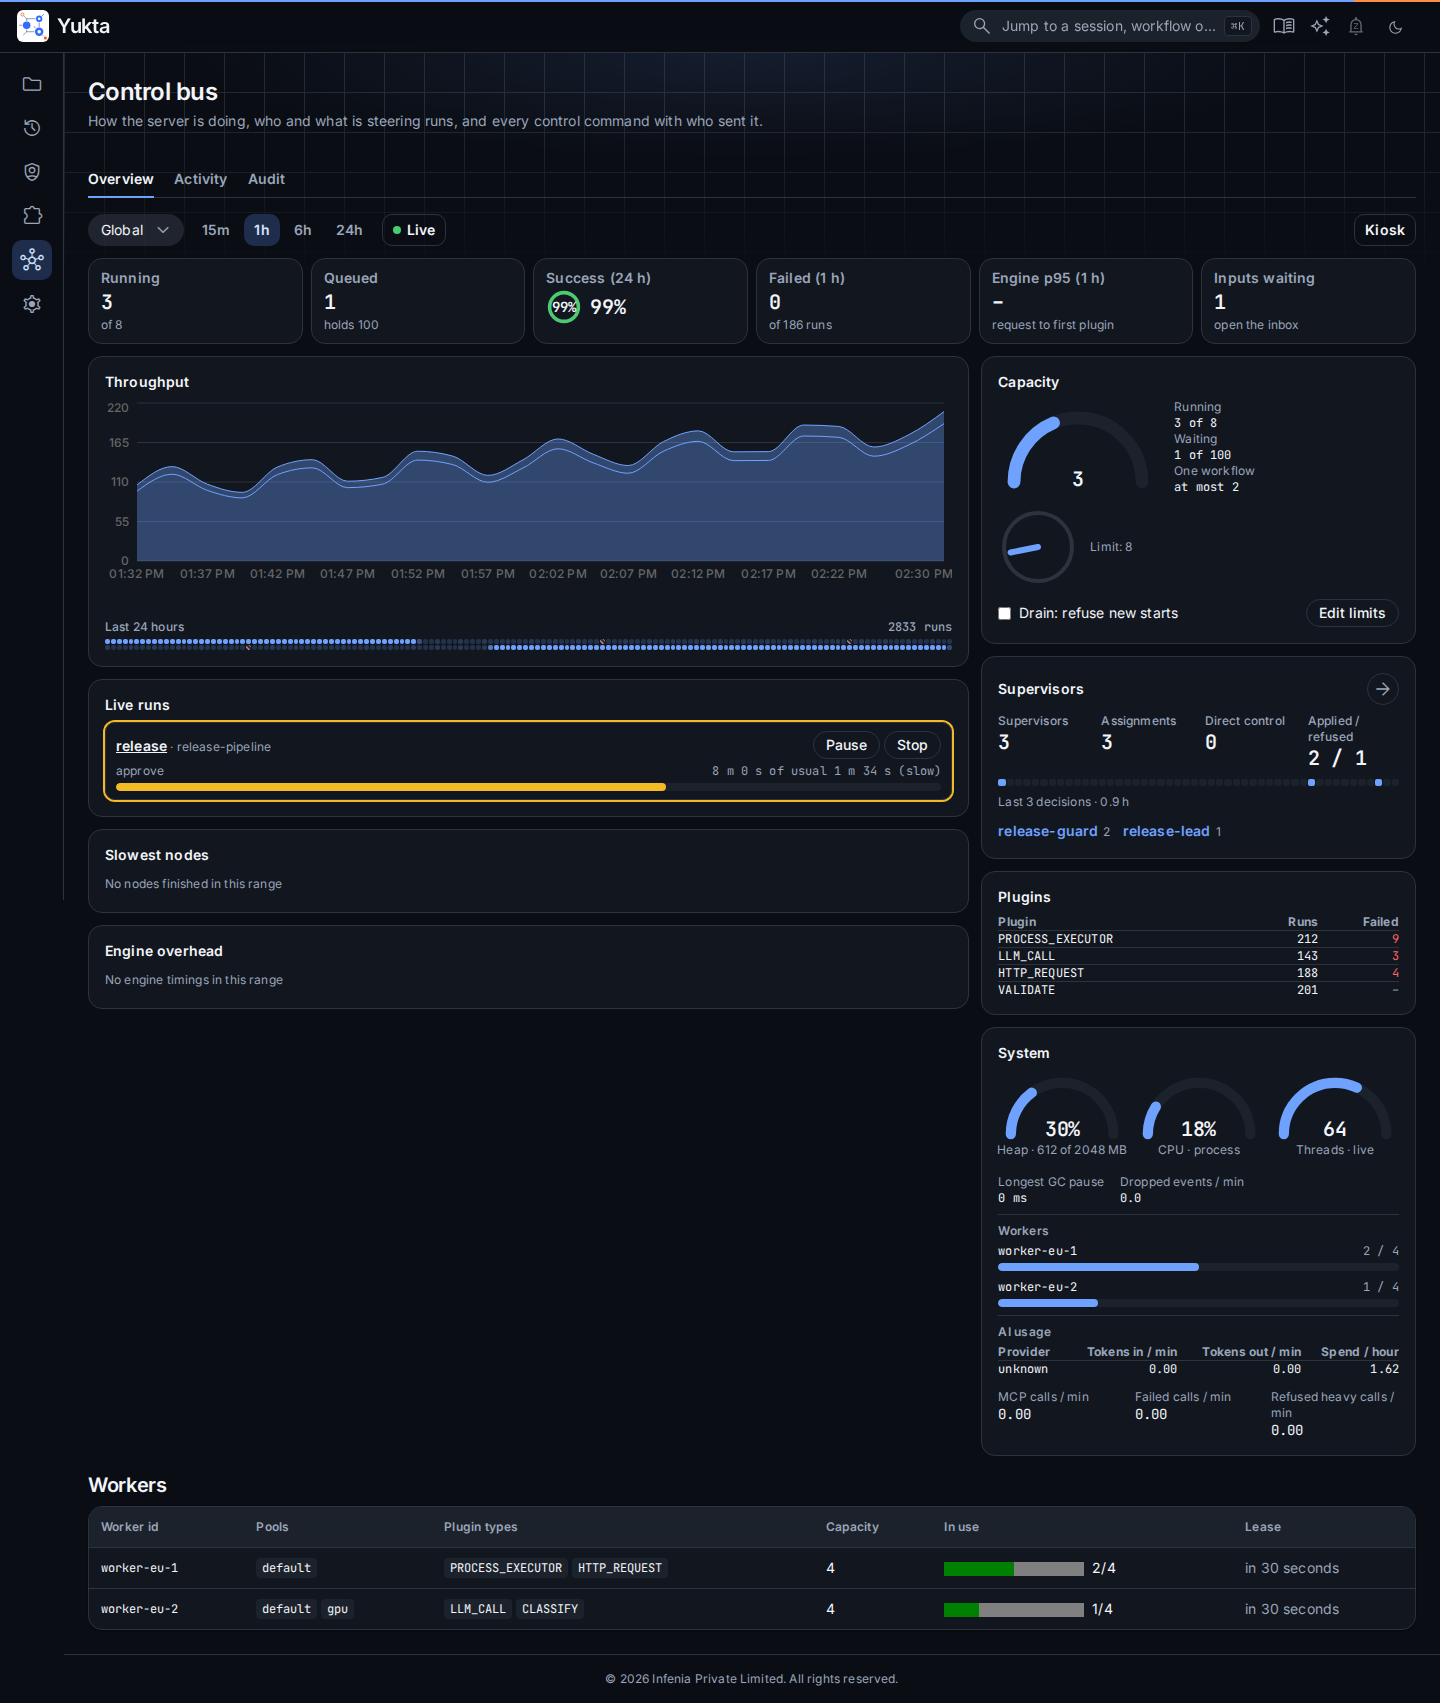 Yukta
Jump to a session, workflow o... ⌘K
Control bus
How the server is doing, who and what is steering runs, and every control command with who sent it.
Overview Activity Audit
Global 15m 1h 6h 24h Live Kiosk
Running
3
of 8
Queued
1
holds 100
Success (24 h)
99% 99%
Failed (1 h)
0
of 186 runs
Engine p95 (1 h)
–
request to first plugin
Inputs waiting
1
open the inbox
Throughput
220
165
110
55
0
01:32 PM 01:37 PM 01:42 PM 01:47 PM 01:52 PM 01:57 PM 02:02 PM 02:07 PM 02:12 PM 02:17 PM 02:22 PM 02:30 PM
Last 24 hours 2833 runs
Live runs
release · release-pipeline Pause Stop
approve 8 m 0 s of usual 1 m 34 s (slow)
Slowest nodes
No nodes finished in this range
Engine overhead
No engine timings in this range
Capacity
3
Running
3 of 8
Waiting
1 of 100
One workflow
at most 2
Limit: 8
Drain: refuse new starts Edit limits
Supervisors
Supervisors
3
Assignments
3
Direct control
0
Applied /
refused
2 / 1
Last 3 decisions · 0.9 h
release-guard 2 release-lead 1
Plugins
Plugin Runs Failed
PROCESS_EXECUTOR 212 9
LLM_CALL 143 3
HTTP_REQUEST 188 4
VALIDATE 201 –
System
30% 18% 64
Heap · 612 of 2048 MB CPU · process Threads · live
Longest GC pause Dropped events / min
0 ms 0.0
Workers
worker-eu-1 2 / 4
worker-eu-2 1 / 4
AI usage
Provider Tokens in / min Tokens out / min Spend / hour
unknown 0.00 0.00 1.62
MCP calls / min
0.00
Failed calls / min
0.00
Refused heavy calls /
min
0.00
Workers
Worker id Pools Plugin types Capacity In use Lease
worker-eu-1 default PROCESS_EXECUTOR HTTP_REQUEST 4 2/4 in 30 seconds
worker-eu-2 default gpu LLM_CALL CLASSIFY 4 1/4 in 30 seconds
© 2026 Infenia Private Limited. All rights reserved.